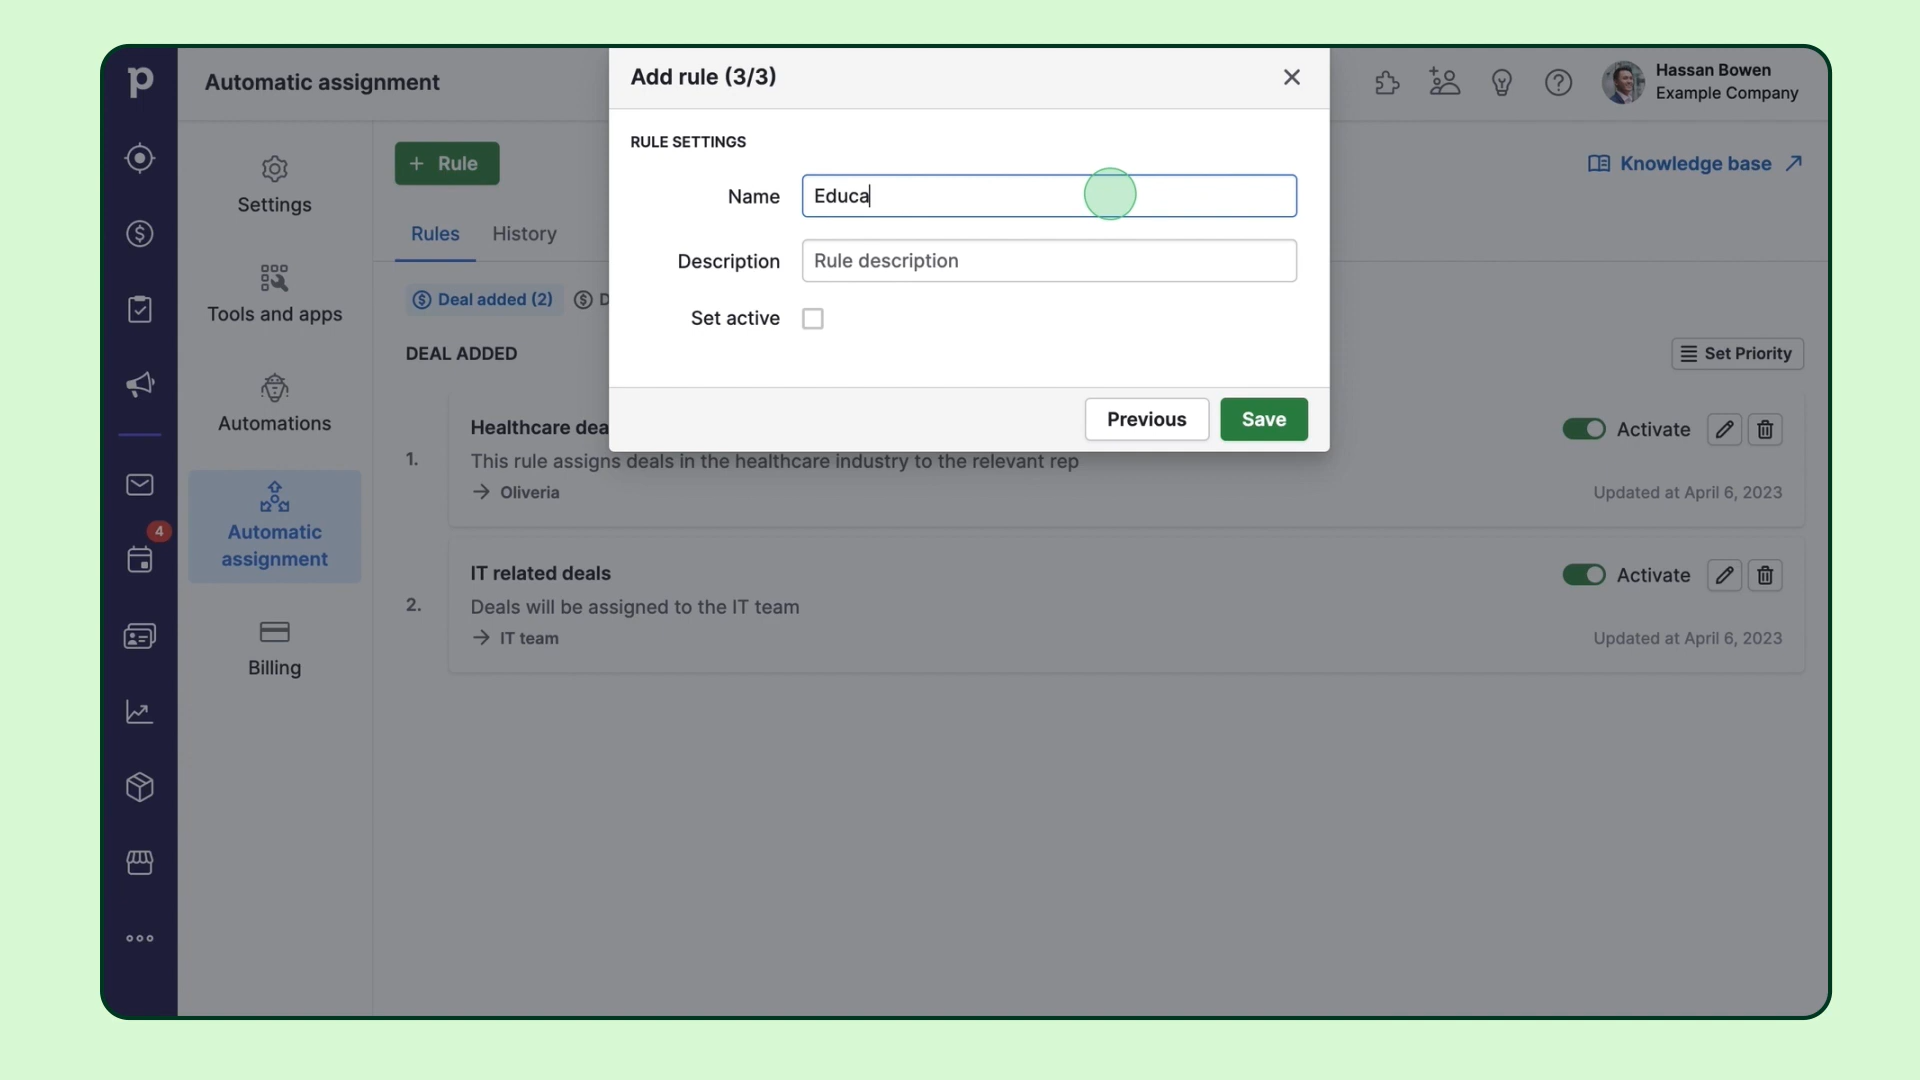 p
Automatic assignment
Add rule (3/3)
Hassan Bowen
Example Company
RULE SETTINGS
Name
Educa
Description
Rule description
Set active
Previous
Save
4
Settings
Tools and apps
Automations
Automatic
assignment
Billing
+ Rule
Knowledge base
Rules
History
Deal added (2)
D
DEAL ADDED
Set Priority
1.
Healthcare dea
This rule assigns deals in the healthcare industry to the relevant rep
Oliveria
Activate
Updated at April 6, 2023
2.
IT related deals
Deals will be assigned to the IT team
IT team
Activate
Updated at April 6, 2023